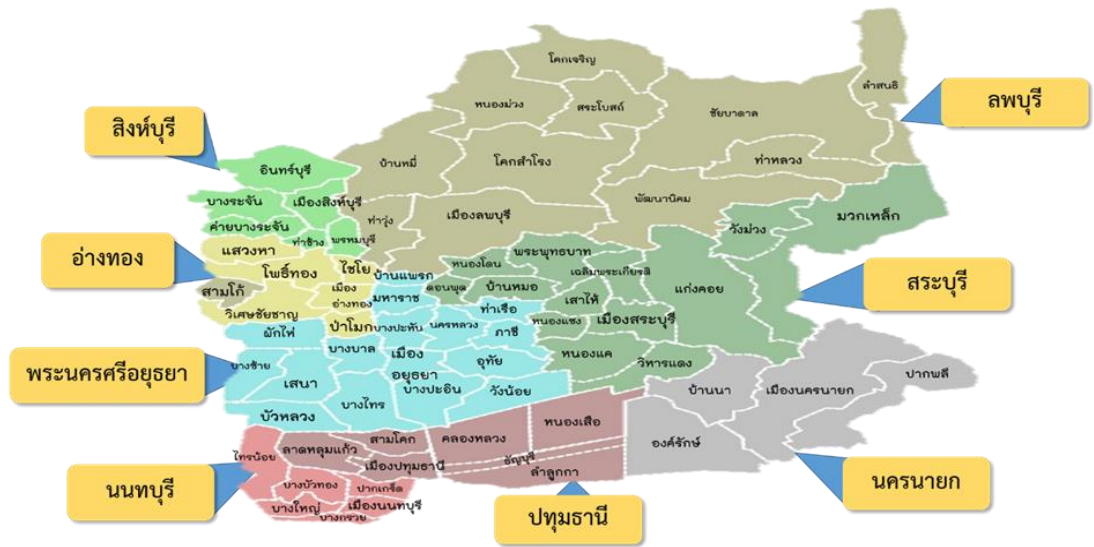 โคกเจริญ
ลำสนธิ
ลพบุรี
หนองม่วง
สระโบสถ์
ชัยบาดาล
สิงห์บุรี
บ้านหมี่
โคกสำโรง
ท่าหลวง
อินทร์บุรี
พัฒนานิคม
บางระจัน
เมืองสิงห์บุรี
ท่าวุ่ง
เมืองลพบุรี
มวกเหล็ก
วังม่วง
ค่ายบางระจัน
ท่าช้าง
พรหมบุรี
แสวงหา
พระพุทธบาท
อ่างทอง
โพธิ์ทอง
ไชโย
บ้านแพรก
หนองโดน
เฉลิมพระเกียรติ
สระบุรี
สามโก้
เมือง
อ่างทอง
มหาราช
ดอนพุด
บ้านหมอ
แก่งคอย
วิเศษชัยชาญ
ท่าเรือ
เสาไห้
ผักไห่
ป่าโมก
บางปะหัน
นครหลวง
ภาชี
หนองแซง
เมืองสระบุรี
พระนครศรีอยุธยา
บางซ้าย
บางบาล
เมือง
อยุธยา
อุทัย
หนองแค
วิหารแดง
ปากพลี
เสนา
บางปะอิน
วังน้อย
บ้านนา
เมืองนครนายก
บัวหลวง
บางไทร
หนองเสือ
องค์รักษ์
ไทรน้อย
ลาดหลุมแก้ว
สามโคก
คลองหลวง
ธัญบุรี
เมืองปทุมธานี
ลำลูกกา
นนทบุรี
บางบัวทอง
ปากเกร็ด
นครนายก
บางใหญ่
เมืองนนทบุรี
บางกรวย
ปทุมธานี